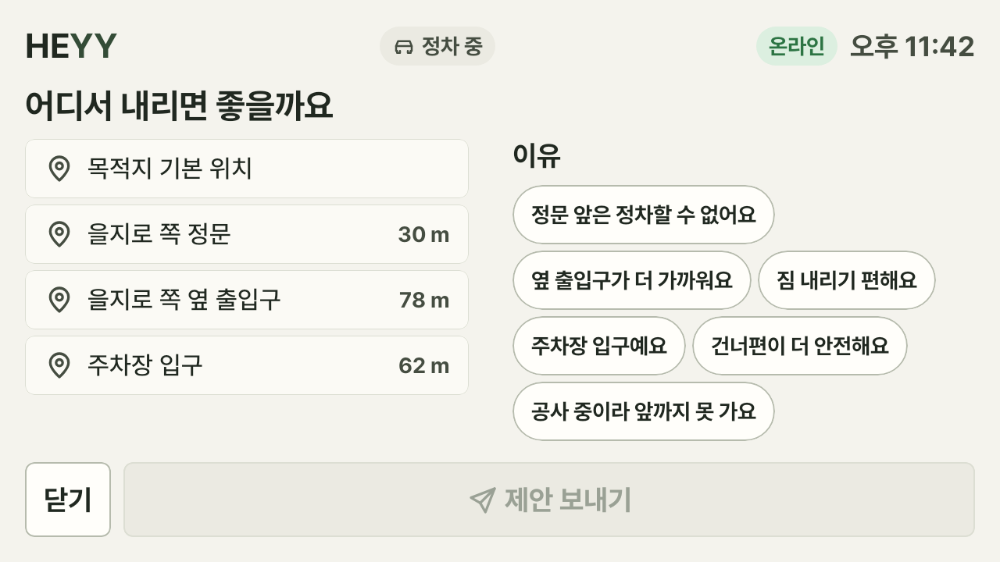 HEYY
정차 중
온라인 오후 11:42
어디서 내리면 좋을까요
목적지 기본 위치
을지로 쪽 정문 30 m
을지로 쪽 옆 출입구 78 m
주차장 입구 62 m
이유
정문 앞은 정차할 수 없어요
옆 출입구가 더 가까워요 짐 내리기 편해요
주차장 입구예요 건너편이 더 안전해요
공사 중이라 앞까지 못 가요
닫기 제안 보내기